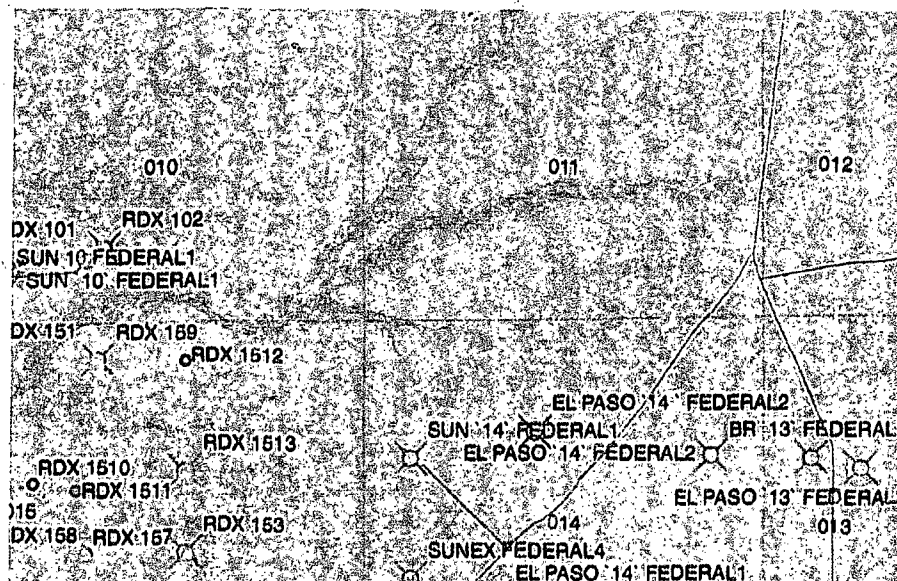 010
011
012
DX 101
RDX 102
SUN 10 FEDERAL1
SUN '10' FEDERAL1
DX 151
RDX 159
RDX 1512
EL PASO '14' FEDERAL2
SUN '14' FEDERAL1
BR '13' FEDERAL
EL PASO '14' FEDERAL2
RDX 1513
RDX 1510
RDX 1511
EL PASO '13' FEDERAL
015
014
013
DX 158
RDX 157
RDX 153
SUNEX FEDERAL4
EL PASO '14' FEDERAL1